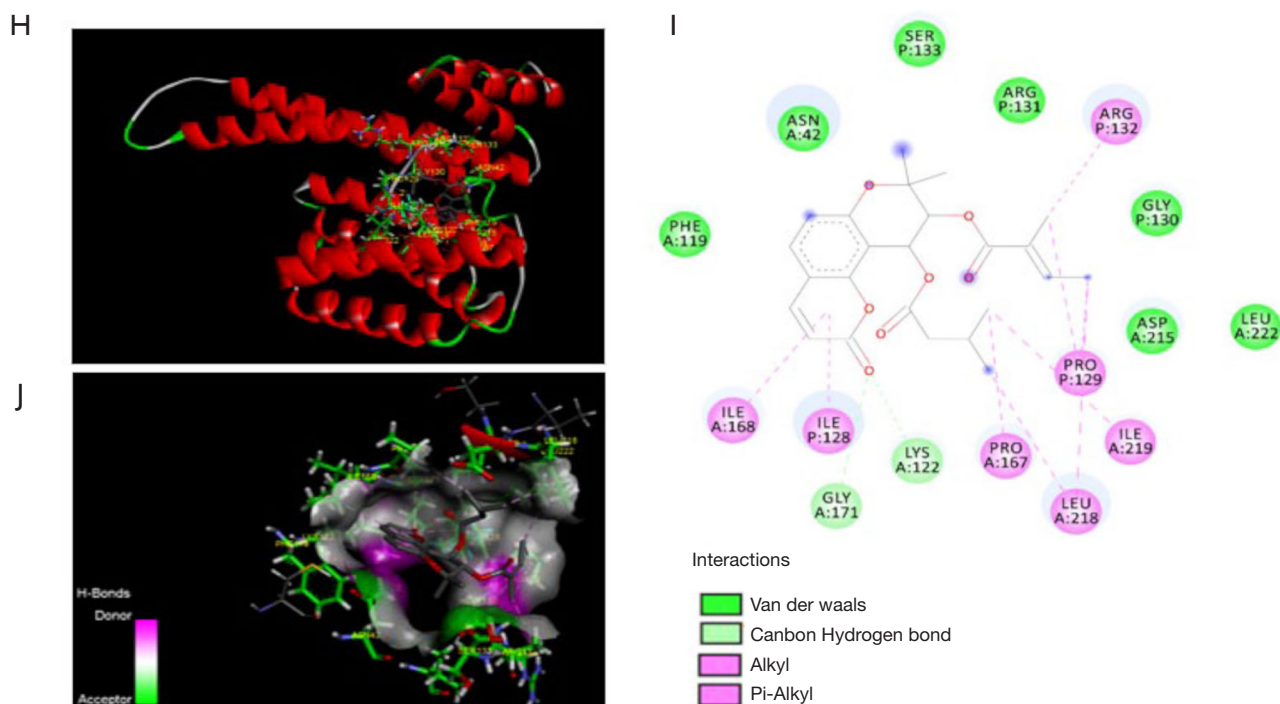 H
I
SER
P:133
ARG
P:131
ASN
A:42
ARG
P:132
PHE
A:119
GLY
P:130
ASP
A:215
LEU
A:222
PRO
P:129
ILE
A:168
ILE
P:128
LYS
A:122
PRO
A:167
ILE
A:219
GLY
A:171
LEU
A:218
J
H-Bonds
Donor
Acceptor
Interactions
Van der waals
Canbon Hydrogen bond
Alkyl
Pi-Alkyl